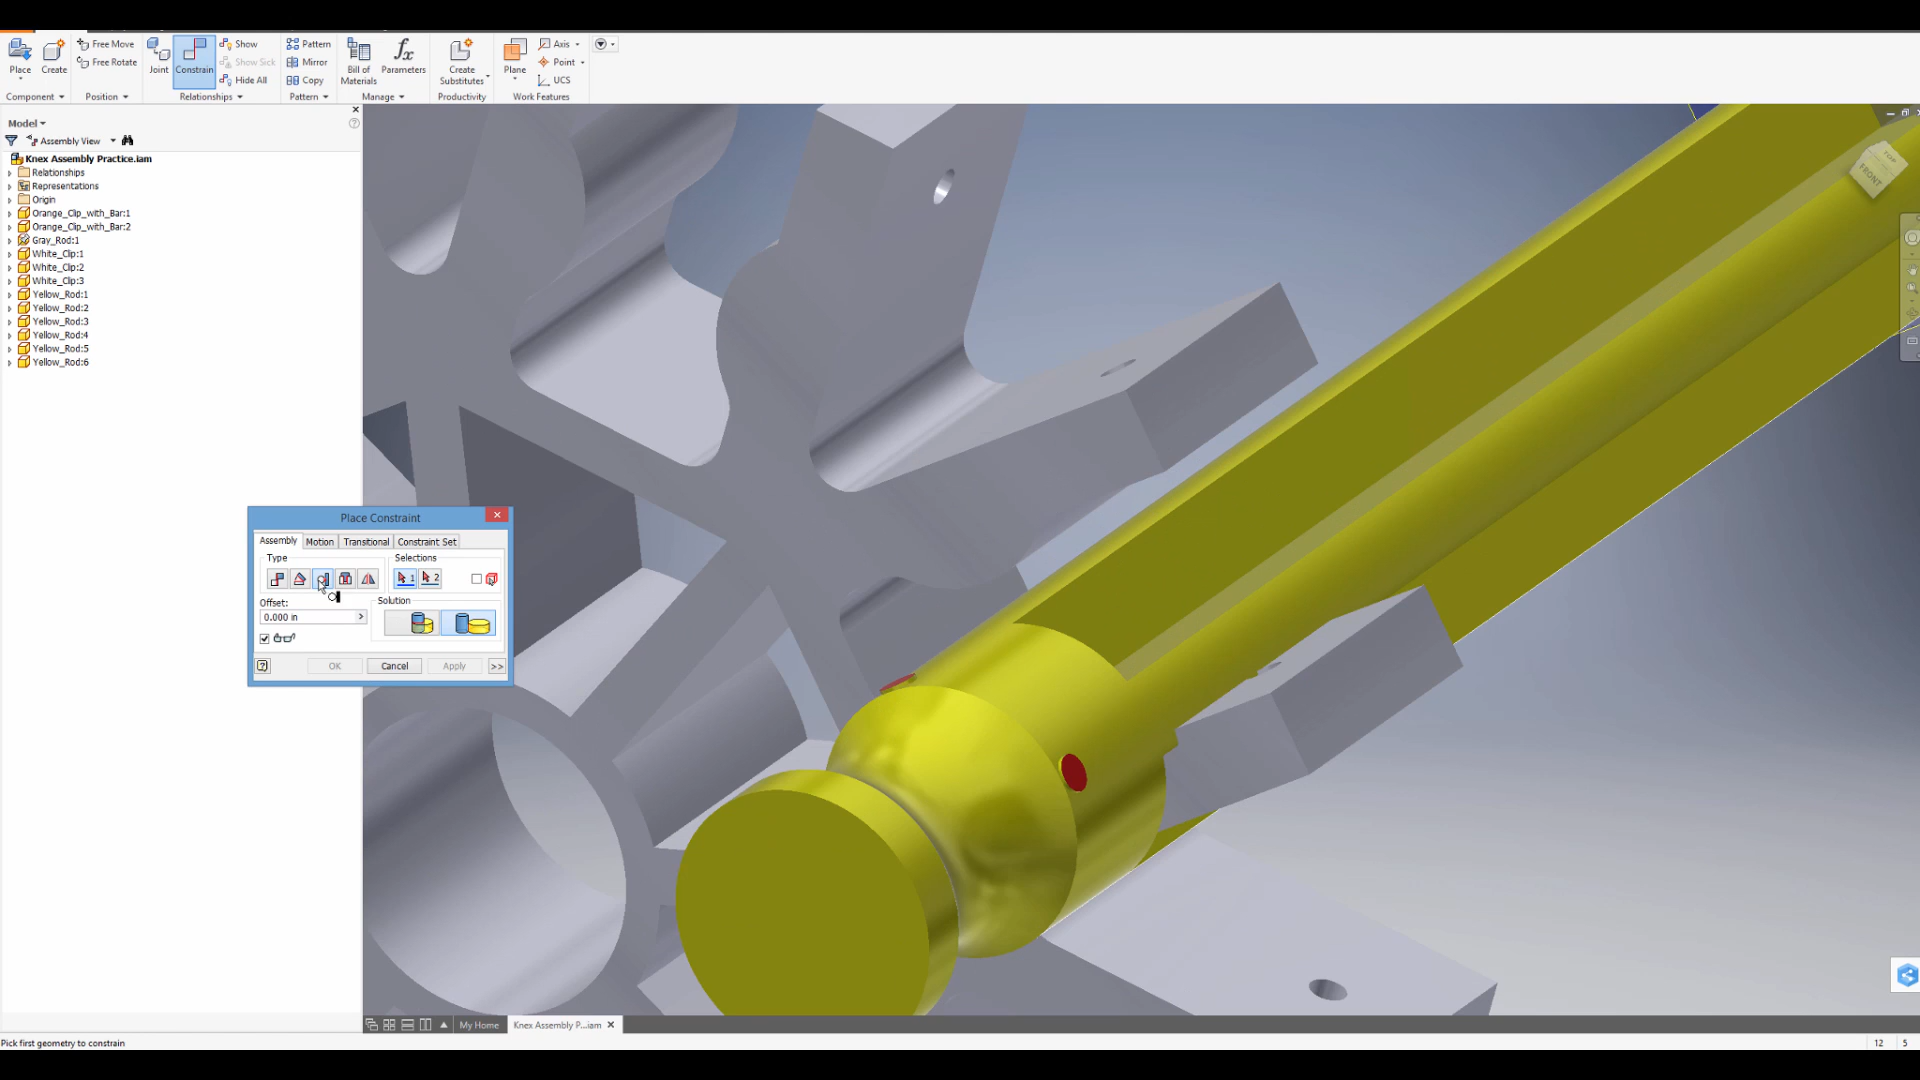 Place
Create
Free Move
Free Rotate
Joint
Constrain
Show
Show Sick
Hide All
Pattern
Mirror
Copy
Bill of
Materials
fx
Parameters
Create
Substitutes
Plane
Axis
Point
UCS
Component
Position
Relationships
Pattern
Manage
Productivity
Work Features
Model
Assembly View
Knex Assembly Practice.iam
Relationships
Representations
Origin
Orange_Clip_with_Bar:1
Orange_Clip_with_Bar:2
Gray_Rod:1
White_Clip:1
White_Clip:2
White_Clip:3
Yellow_Rod:1
Yellow_Rod:2
Yellow_Rod:3
Yellow_Rod:4
Yellow_Rod:5
Yellow_Rod:6
TOP
FRONT
Place Constraint
Assembly Motion Transitional Constraint Set
Type
Selections
1 2
Offset:
0.000 in
Solution
OK Cancel Apply >>
My Home
Knex Assembly P...iam
Pick first geometry to constrain
12 5